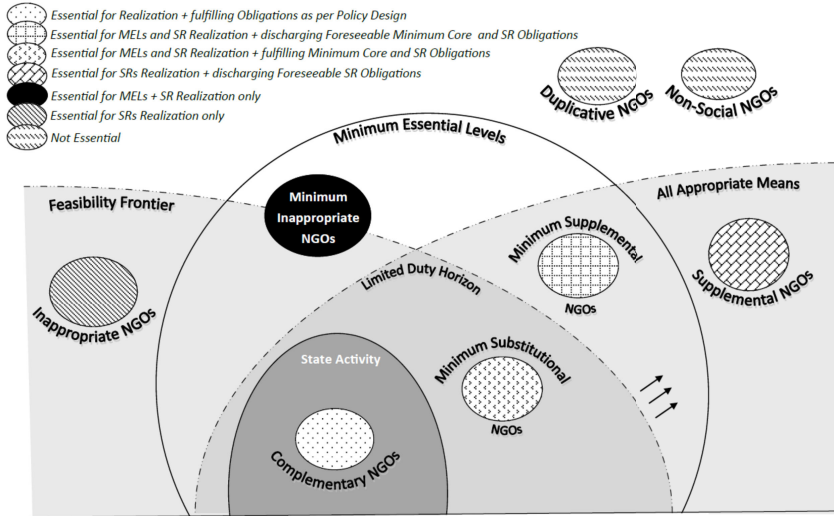 Essential for Realization + fulfilling Obligations as per Policy Design
Essential for MELs and SR Realization + discharging Foreseeable Minimum Core and SR Obligations
Essential for MELs and SR Realization + fulfilling Minimum Core and SR Obligations
Essential for SRs Realization + discharging Foreseeable SR Obligations
Essential for MELs + SR Realization only
Essential for SRs Realization only
Not Essential
Duplicative NGOs
Non-Social NGOs
Minimum Essential Levels
All Appropriate Means
Feasibility Frontier
Minimum
Inappropriate
NGOs
Minimum Supplemental
NGOs
Supplemental NGOs
Limited Duty Horizon
Inappropriate NGOs
State Activity
Minimum Substitutional
NGOs
Complementary NGOs